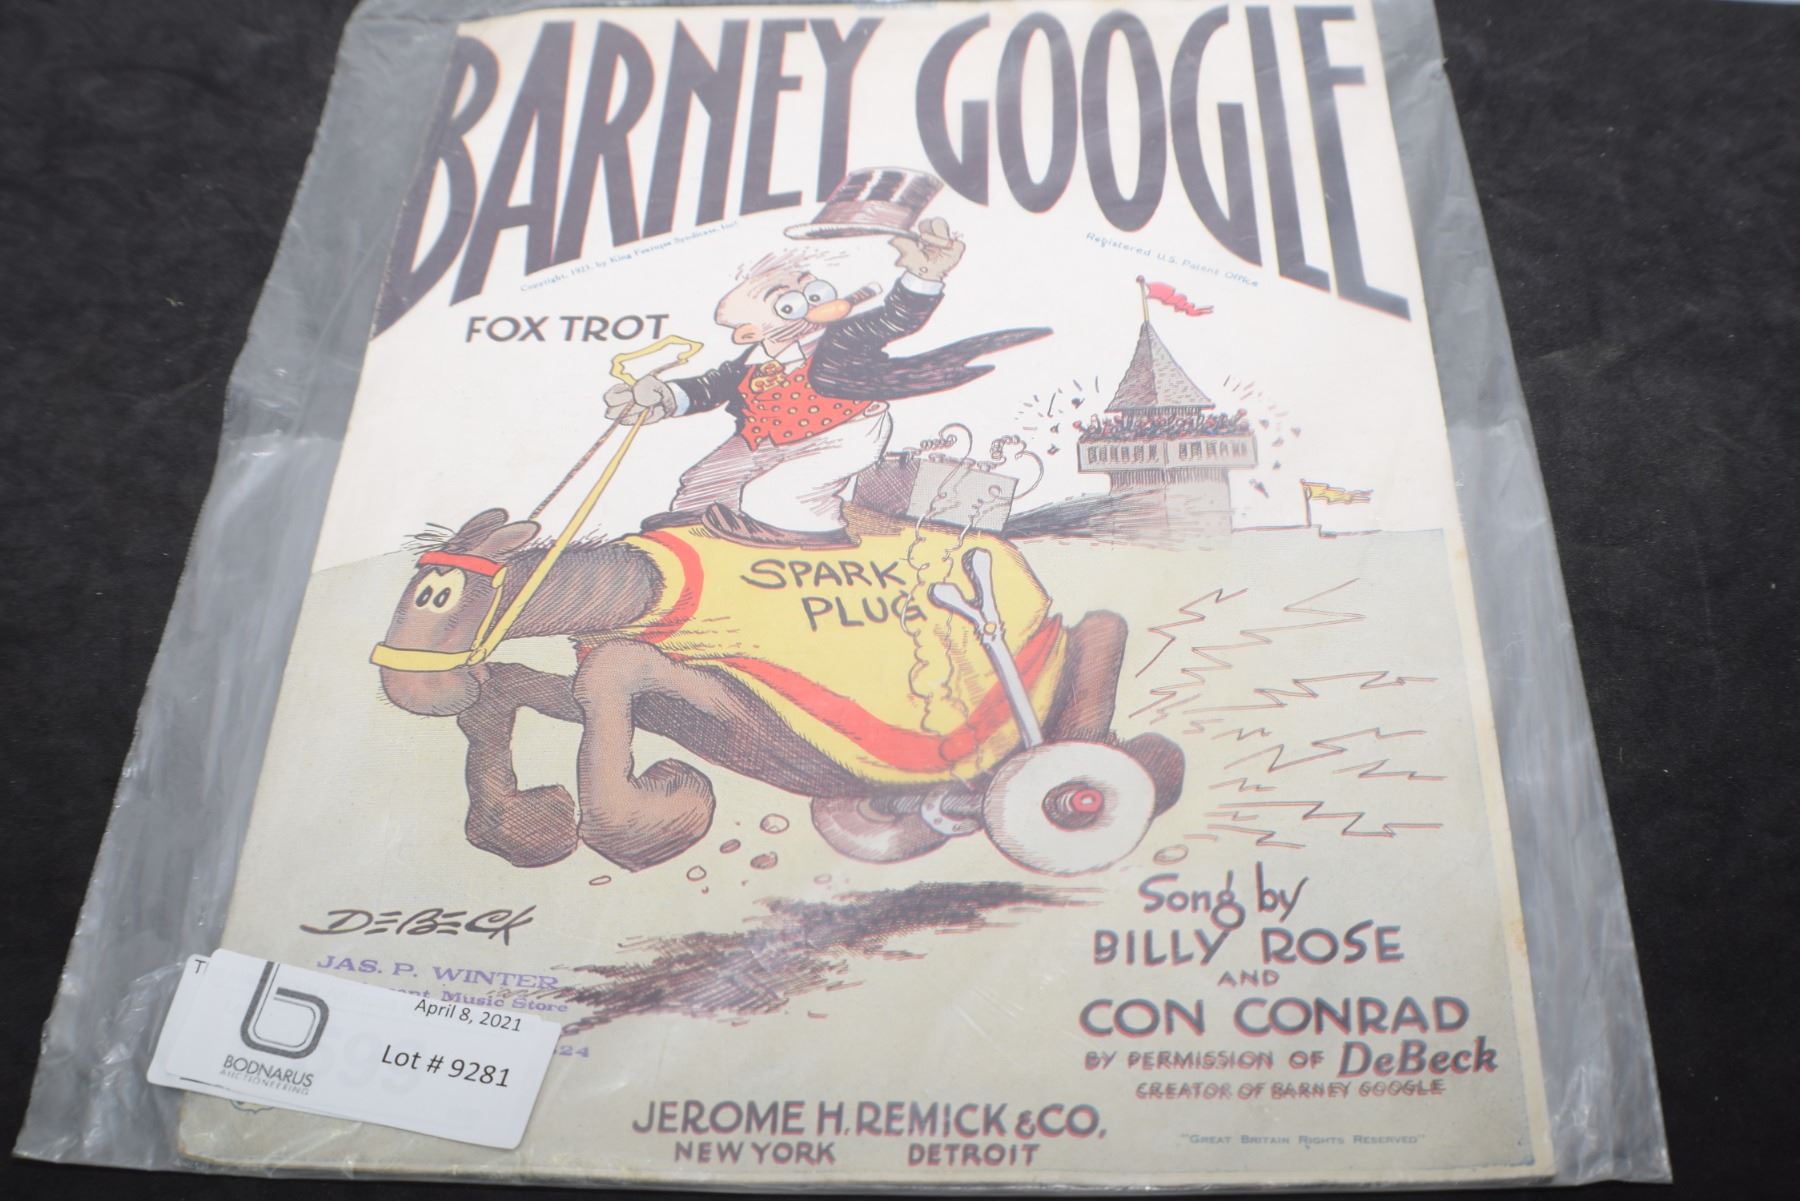 BARNEY GOOGLE
Copyright, 1923, by King Features Syndicate, Inc.
Registered U.S. Patent Office
FOX TROT
SPARK
PLUG
DEBECK
JAS. P. WINTER
Music Store
24
April 8, 2021
Lot # 9281
BODNARUS
AUCTIONEERING
Song by
BILLY ROSE
AND
CON CONRAD
BY PERMISSION OF DeBeck
CREATOR OF BARNEY GOOGLE
JEROME H. REMICK & CO.
NEW YORK DETROIT
"GREAT BRITAIN RIGHTS RESERVED"